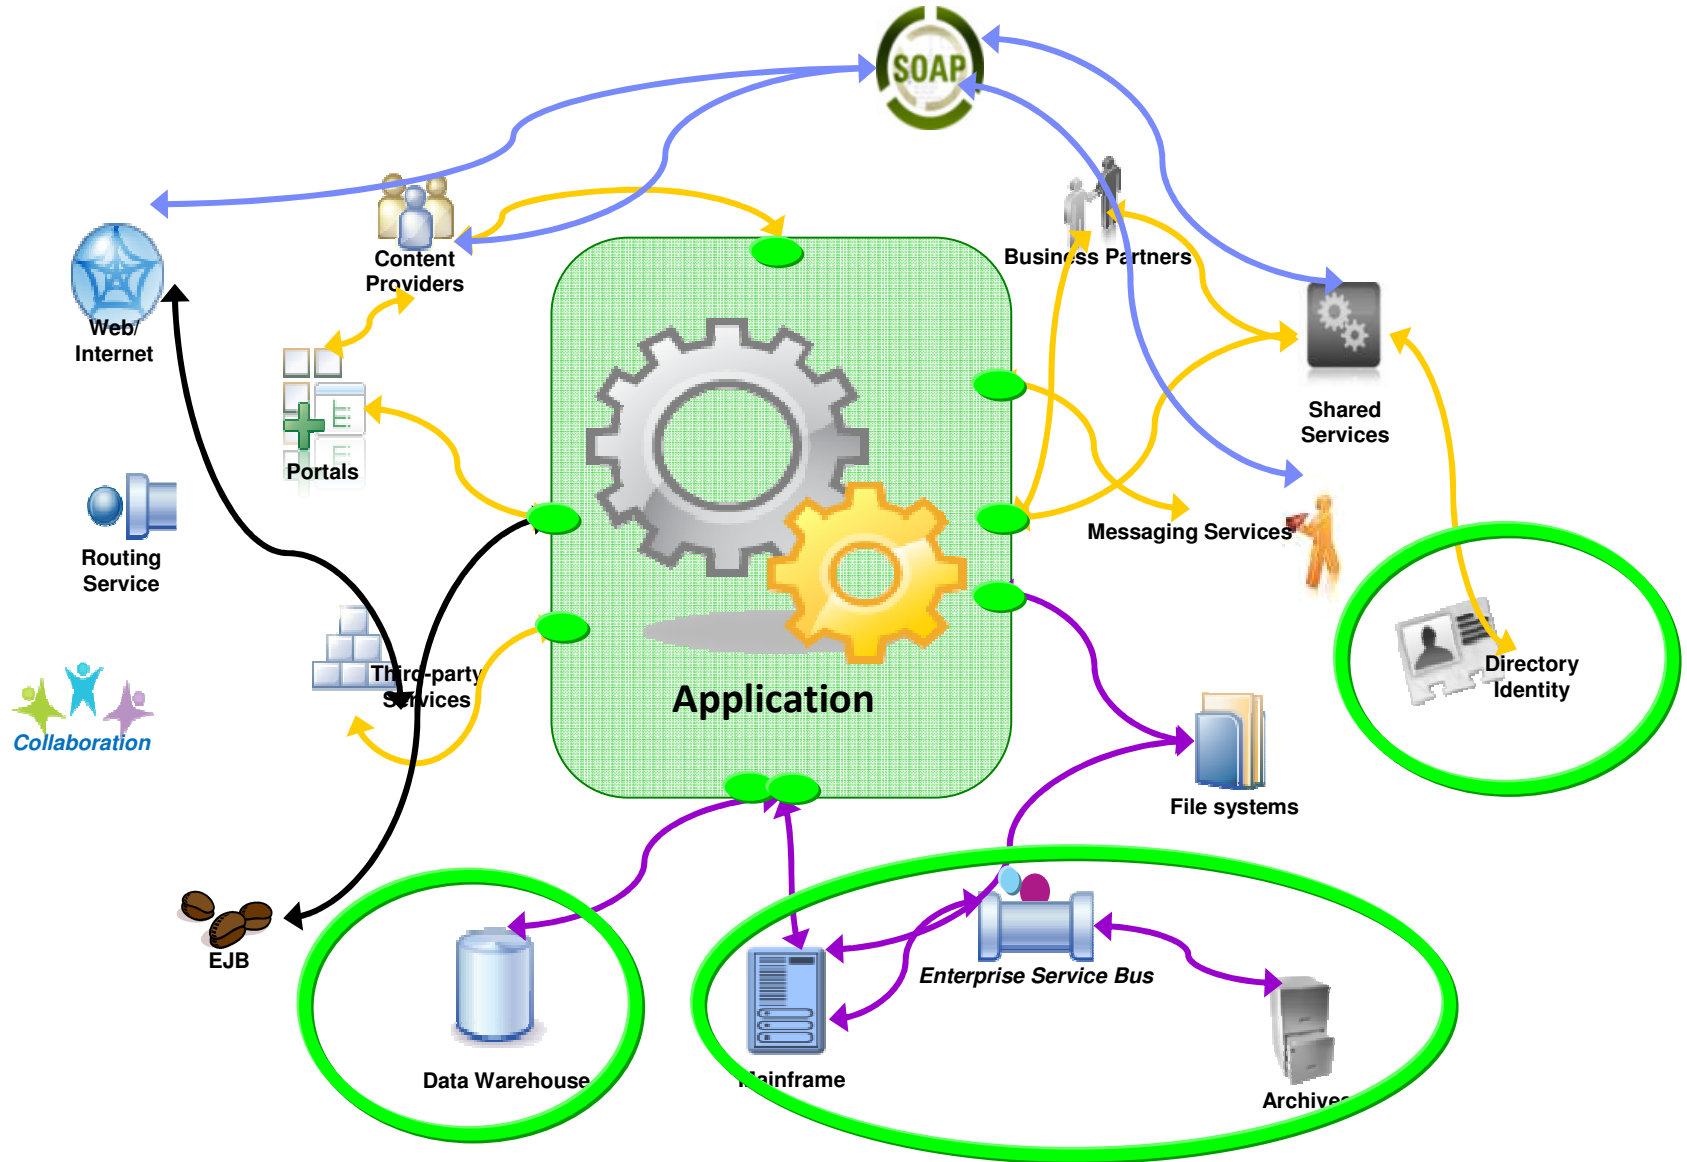 SOAP
Content
Providers
Business Partners
Web/
Internet
Shared
Services
Portals
Messaging Services
Routing
Service
Third-party
Services
Directory
Identity
Application
Collaboration
File systems
EJB
Enterprise Service Bus
Data Warehouse
Mainframe
Archives